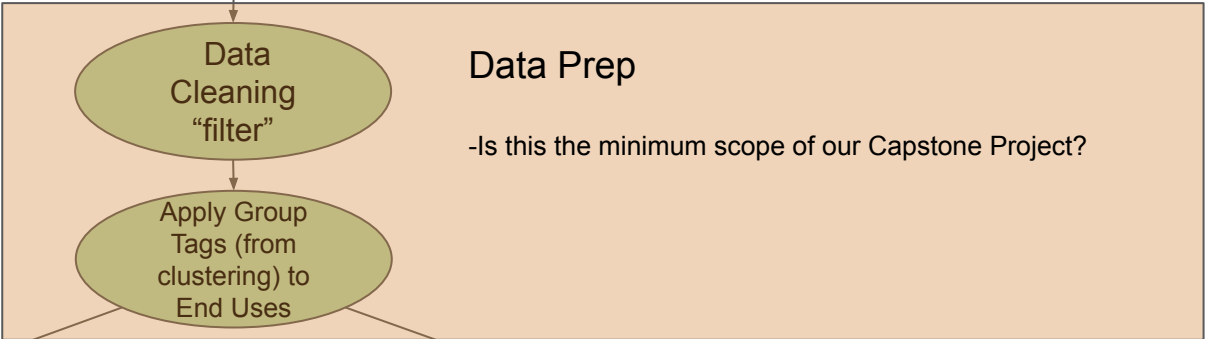 Data
Cleaning
“filter”
Data Prep
-Is this the minimum scope of our Capstone Project?
Apply Group
Tags (from
clustering) to
End Uses